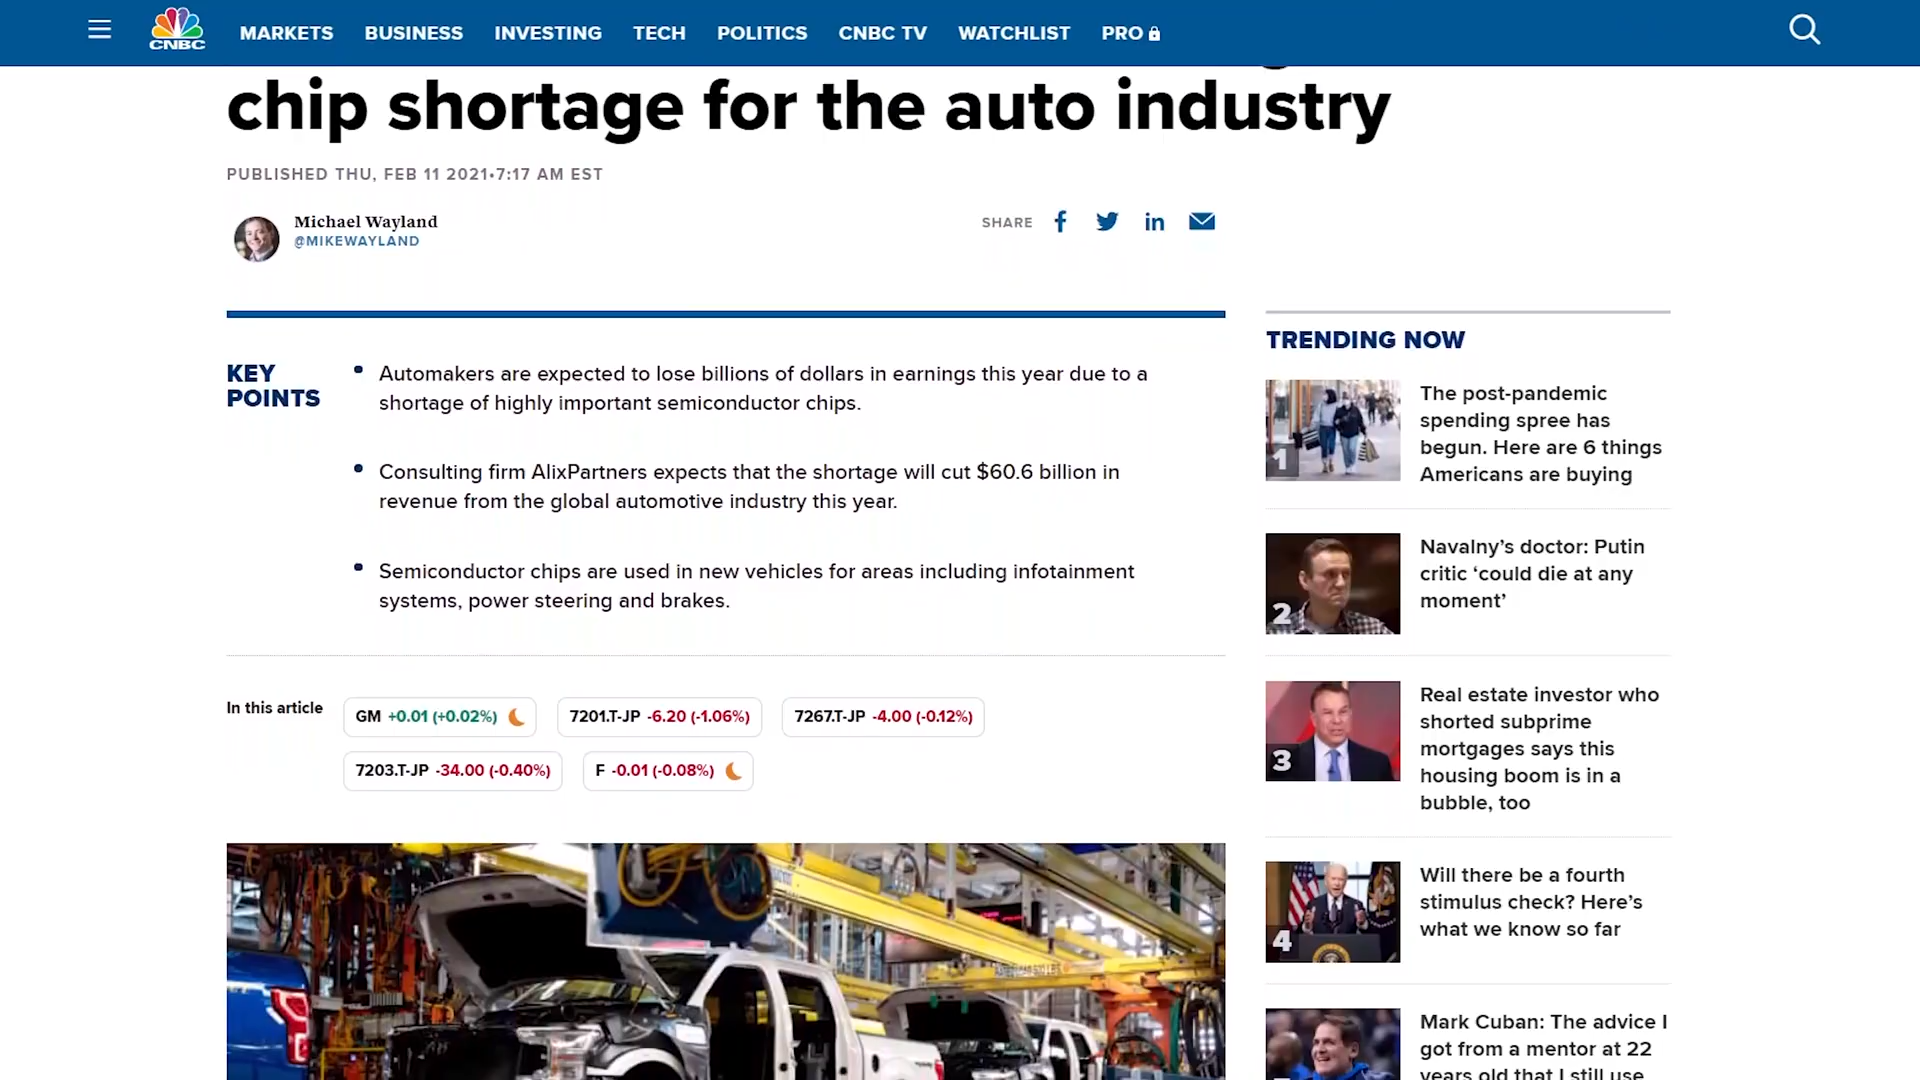 CNBC
MARKETS BUSINESS INVESTING TECH POLITICS CNBC TV WATCHLIST PRO
chip shortage for the auto industry
PUBLISHED THU, FEB 11 2021•7:17 AM EST
Michael Wayland
@MIKEWAYLAND
SHARE
KEY
POINTS
Automakers are expected to lose billions of dollars in earnings this year due to a
shortage of highly important semiconductor chips.
Consulting firm AlixPartners expects that the shortage will cut $60.6 billion in
revenue from the global automotive industry this year.
Semiconductor chips are used in new vehicles for areas including infotainment
systems, power steering and brakes.
In this article
GM +0.01 (+0.02%)
7201.T-JP -6.20 (-1.06%)
7267.T-JP -4.00 (-0.12%)
7203.T-JP -34.00 (-0.40%)
F -0.01 (-0.08%)
TRENDING NOW
1
The post-pandemic
spending spree has
begun. Here are 6 things
Americans are buying
2
Navalny’s doctor: Putin
critic ‘could die at any
moment’
3
Real estate investor who
shorted subprime
mortgages says this
housing boom is in a
bubble, too
4
Will there be a fourth
stimulus check? Here’s
what we know so far
Mark Cuban: The advice I
got from a mentor at 22
years old that I still use